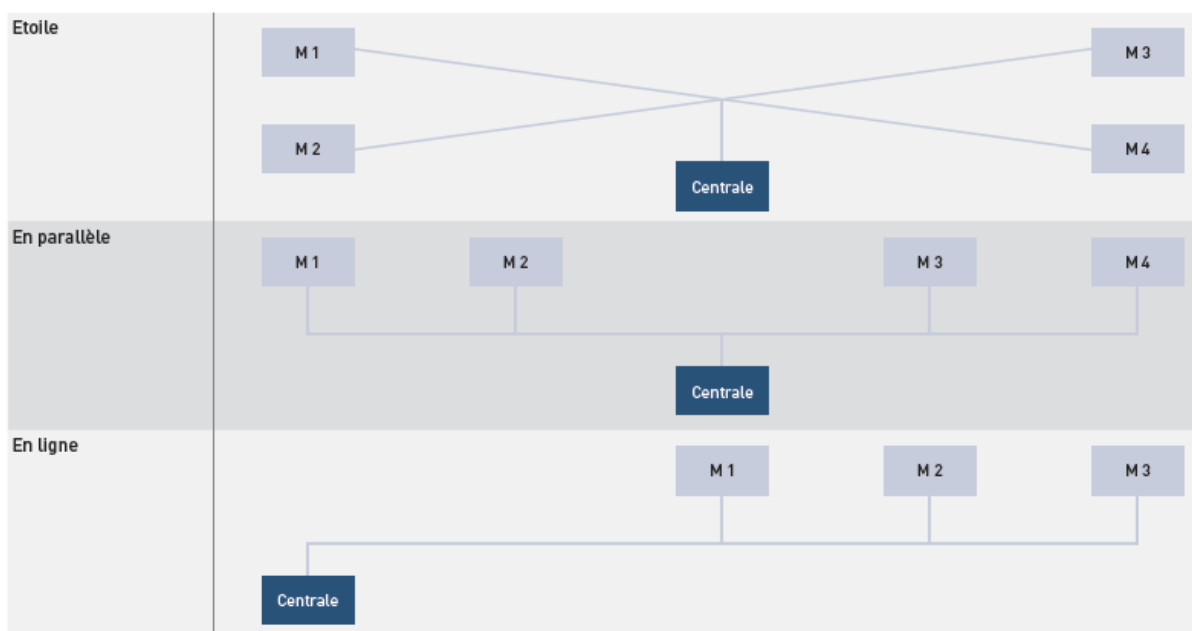 Etoile
M 1
M 3
M 2
M 4
Centrale
En parallèle
M 1
M 2
M 3
M 4
Centrale
En ligne
M 1
M 2
M 3
Centrale